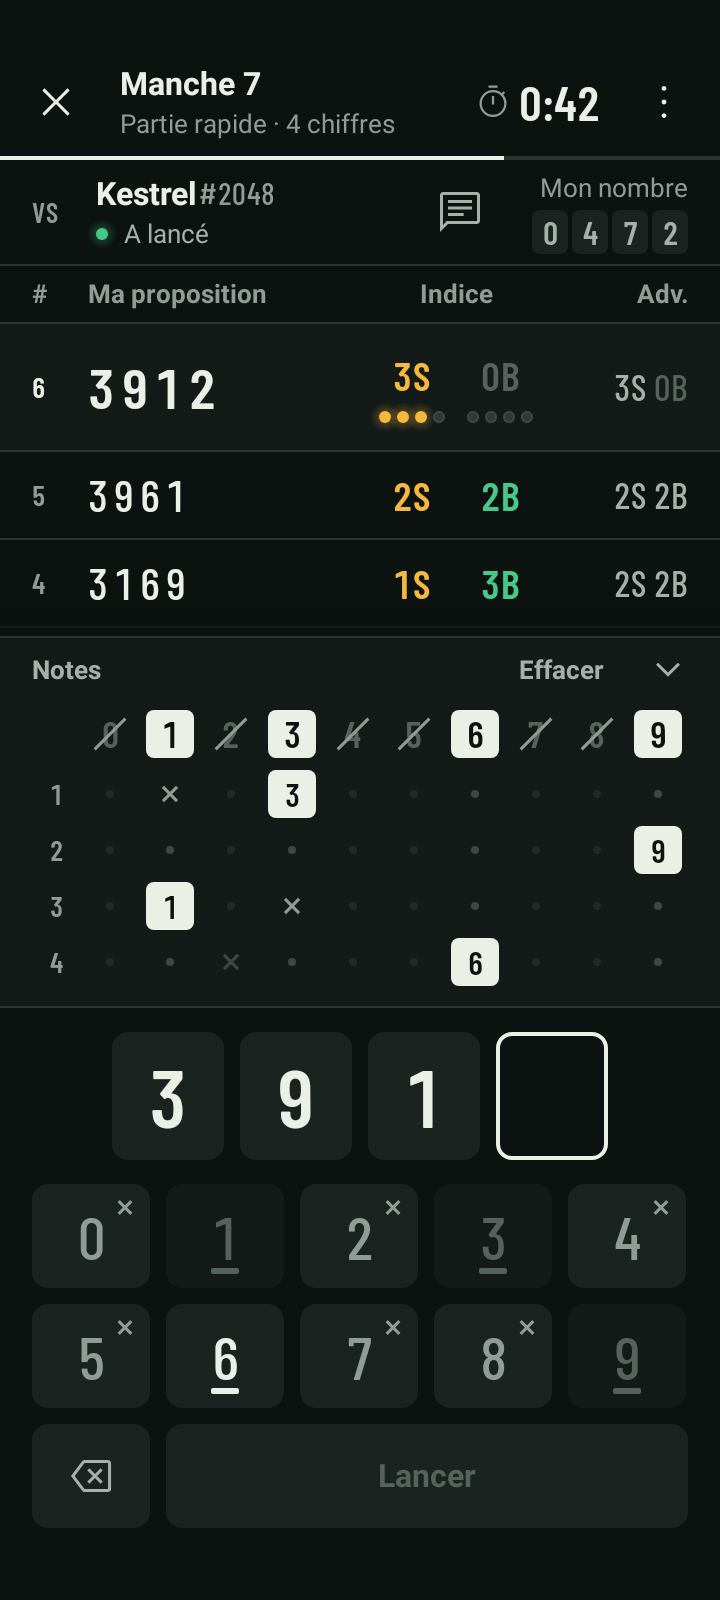 Manche 7
Partie rapide · 4 chiffres
0:42
VS
Kestrel#2048
A lancé
Mon nombre
0 4 7 2
# Ma proposition Indice Adv.
6 3912 3S 0B 3S 0B
5 3961 2S 2B 2S 2B
4 3169 1S 3B 2S 2B
Notes Effacer
0 1 2 3 4 5 6 7 8 9
1 × 3
2 9
3 1 ×
4 × 6
3 9 1
0 × 1 2 × 3 4 ×
5 × 6 7 × 8 × 9
Lancer